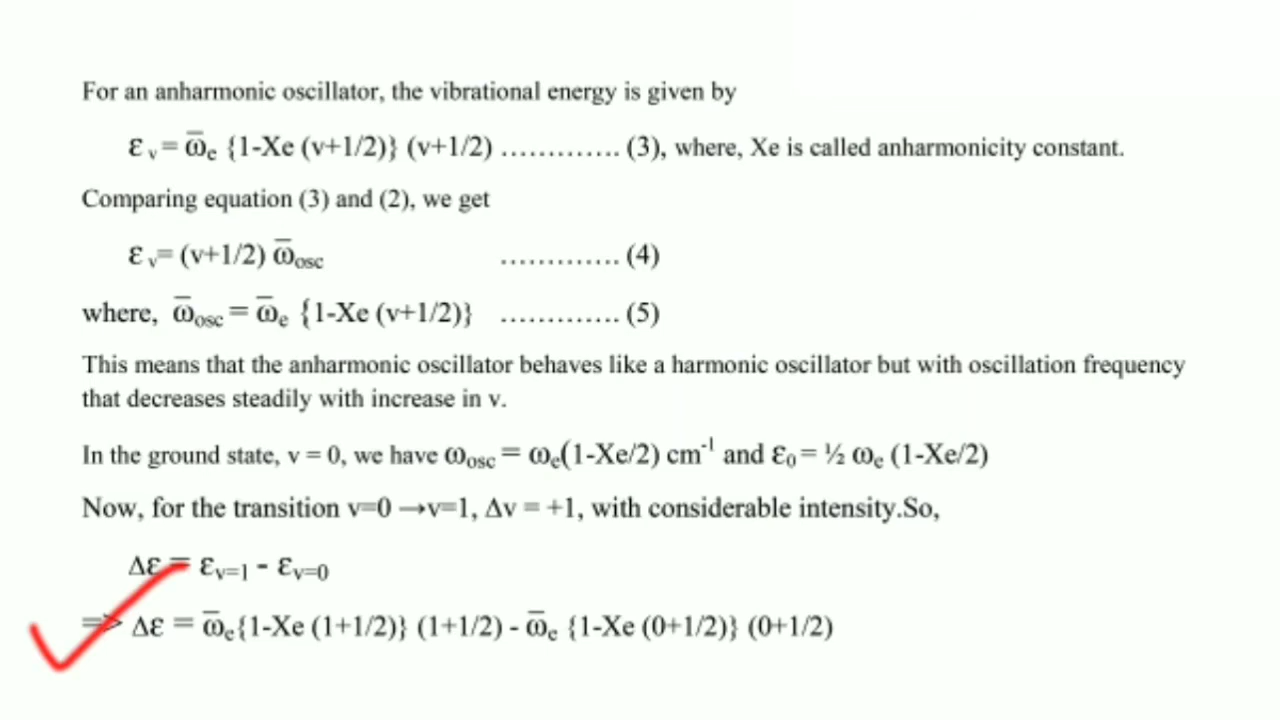 For an anharmonic oscillator, the vibrational energy is given by
ε v = ω̅e {1-Xe (v+1/2)} (v+1/2) ............. (3), where, Xe is called anharmonicity constant.
Comparing equation (3) and (2), we get
ε v= (v+1/2) ω̅osc ............. (4)
where, ω̅osc = ω̅e {1-Xe (v+1/2)} ............. (5)
This means that the anharmonic oscillator behaves like a harmonic oscillator but with oscillation frequency
that decreases steadily with increase in v.
In the ground state, v = 0, we have ωosc = ωe(1-Xe/2) cm⁻¹ and ε₀ = ½ ωe (1-Xe/2)
Now, for the transition v=0 →v=1, Δv = +1, with considerable intensity.So,
Δε = εv=1 - εv=0
=> Δε = ω̅e{1-Xe (1+1/2)} (1+1/2) - ω̅e {1-Xe (0+1/2)} (0+1/2)